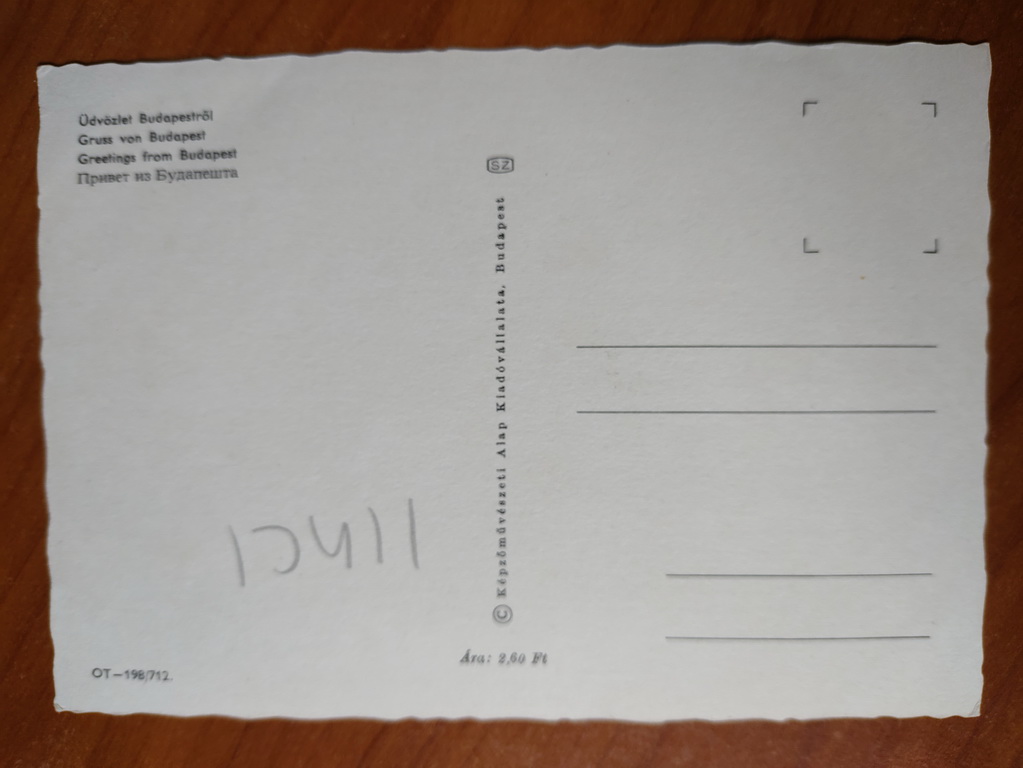 Üdvözlet Budapestről
Gruss von Budapest
Greetings from Budapest
Привет из Будапешта
SZ
© Képzőművészeti Alap Kiadóvállalata, Budapest
Ára: 2,60 Ft
OT—198/712.